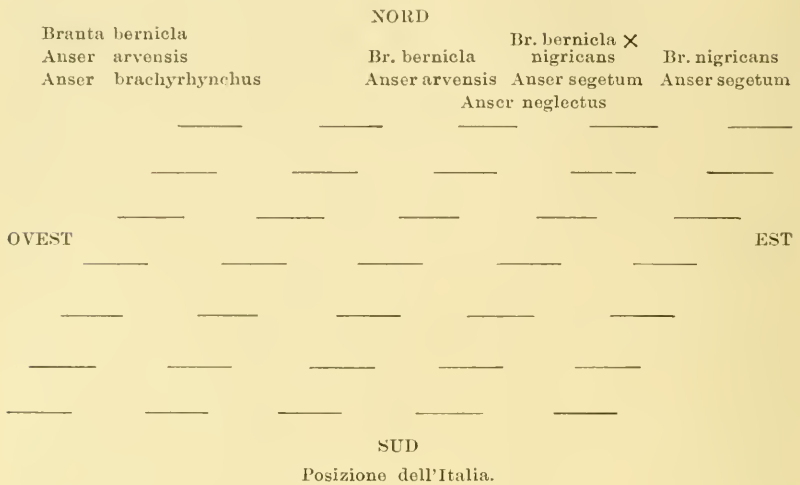 NORD
Branta bernicla
Anser arvensis
Anser brachyrhynchus
Br. bernicla
Anser arvensis
Br. bernicla ×
nigricans
Anser segetum
Br. nigricans
Anser segetum
Anser neglectus
OVEST
EST
SUD
Posizione dell'Italia.